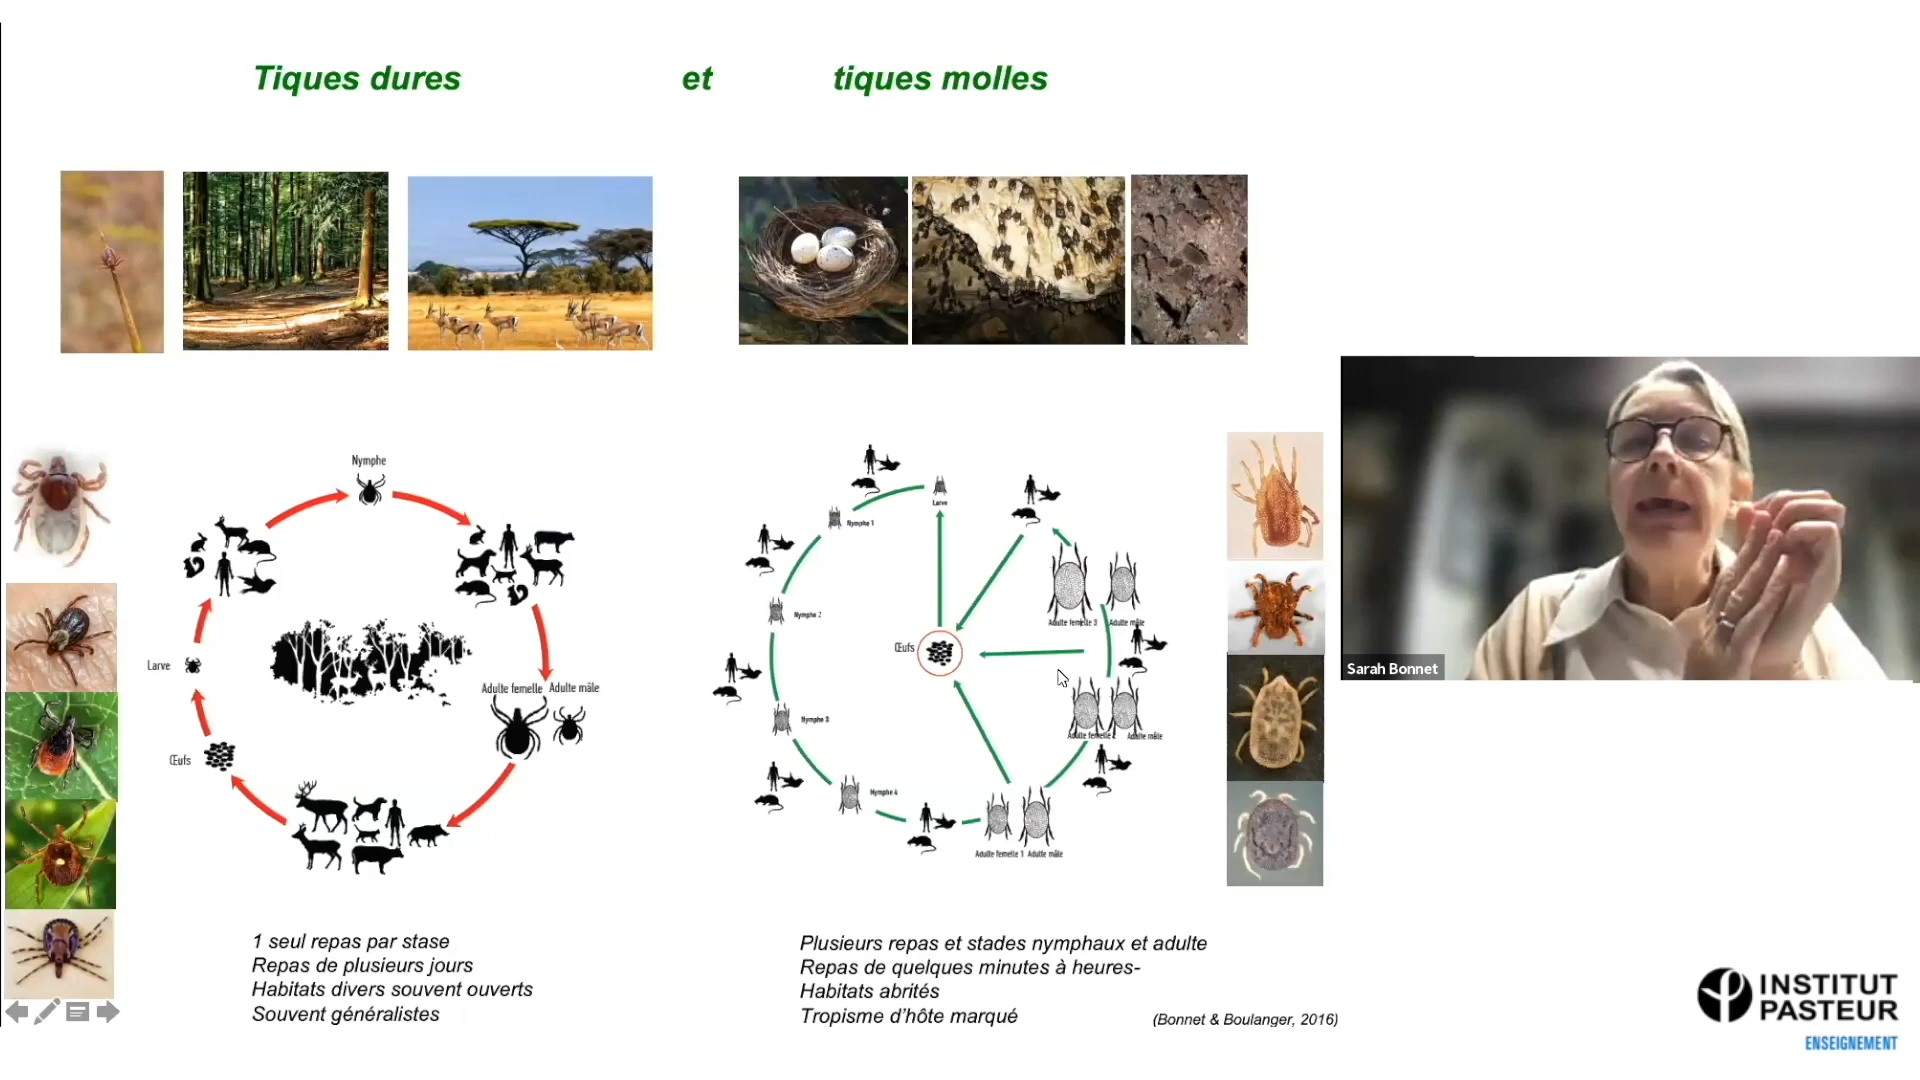 Tiques dures et tiques molles
Nymphe
Larve
Œufs
Adulte femelle Adulte mâle
Larve
Nymphe 1
Nymphe 2
Nymphe 3
Nymphe 4
Œufs
Adulte femelle 3 Adulte mâle
Adulte femelle 2 Adulte mâle
Adulte femelle 1 Adulte mâle
1 seul repas par stase
Repas de plusieurs jours
Habitats divers souvent ouverts
Souvent généralistes
Plusieurs repas et stades nymphaux et adulte
Repas de quelques minutes à heures-
Habitats abrités
Tropisme d'hôte marqué
(Bonnet & Boulanger, 2016)
Sarah Bonnet
INSTITUT
PASTEUR
ENSEIGNEMENT